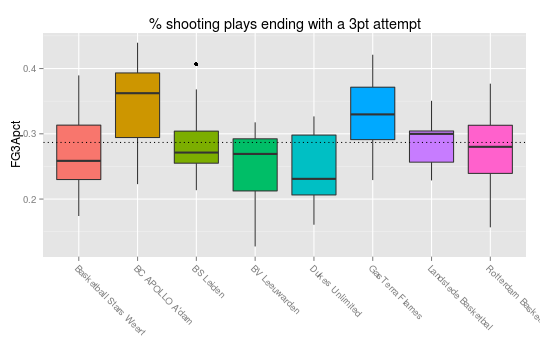 % shooting plays ending with a 3pt attempt
FG3Apct
0.4
0.3
0.2
Basketball Stars Weert
BC APOLLO A'dam
BS Leiden
BV Leeuwarden
Dukes Unlimited
GasTerra Flames
Landstede Basketbal
Rotterdam Basket